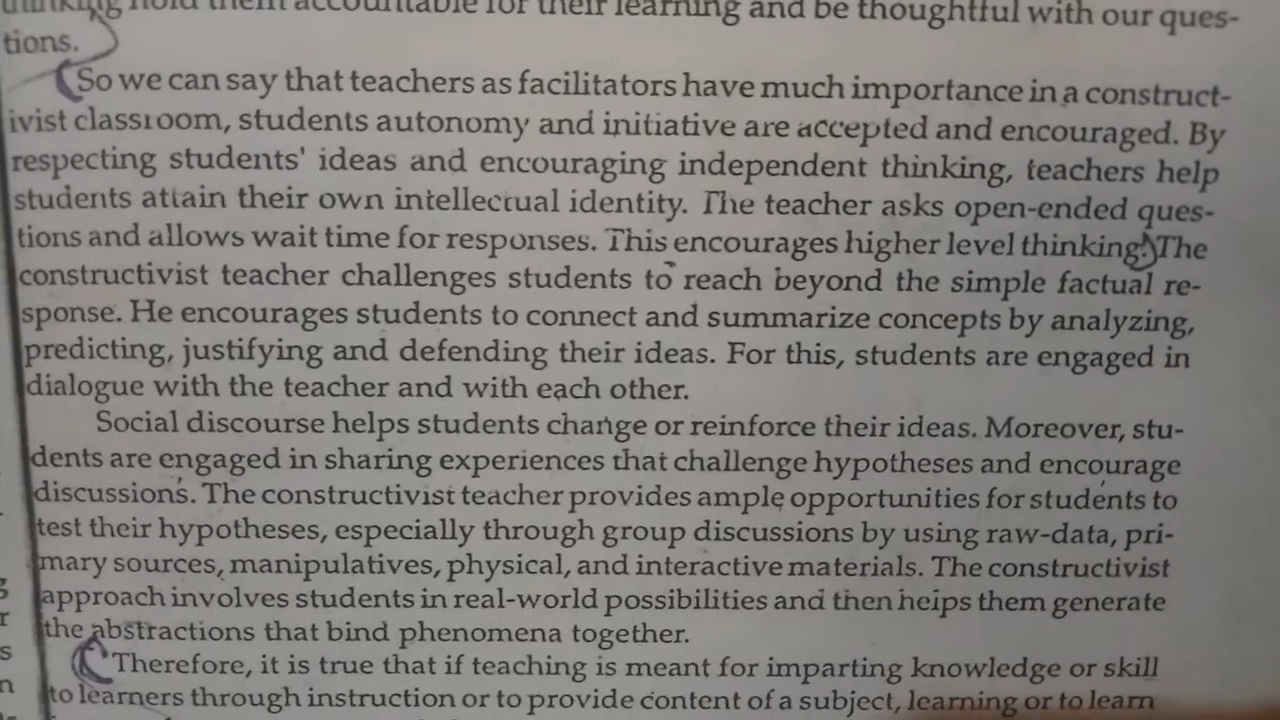 thinking hold them accountable for their learning and be thoughtful with our ques-
tions.
So we can say that teachers as facilitators have much importance in a construct-
ivist classroom, students autonomy and initiative are accepted and encouraged. By
respecting students' ideas and encouraging independent thinking, teachers help
students attain their own intellectual identity. The teacher asks open-ended ques-
tions and allows wait time for responses. This encourages higher level thinking. The
constructivist teacher challenges students to reach beyond the simple factual re-
sponse. He encourages students to connect and summarize concepts by analyzing,
predicting, justifying and defending their ideas. For this, students are engaged in
dialogue with the teacher and with each other.
Social discourse helps students change or reinforce their ideas. Moreover, stu-
dents are engaged in sharing experiences that challenge hypotheses and encourage
discussions. The constructivist teacher provides ample opportunities for students to
test their hypotheses, especially through group discussions by using raw-data, pri-
mary sources, manipulatives, physical, and interactive materials. The constructivist
approach involves students in real-world possibilities and then helps them generate
the abstractions that bind phenomena together.
Therefore, it is true that if teaching is meant for imparting knowledge or skill
to learners through instruction or to provide content of a subject, learning or to learn